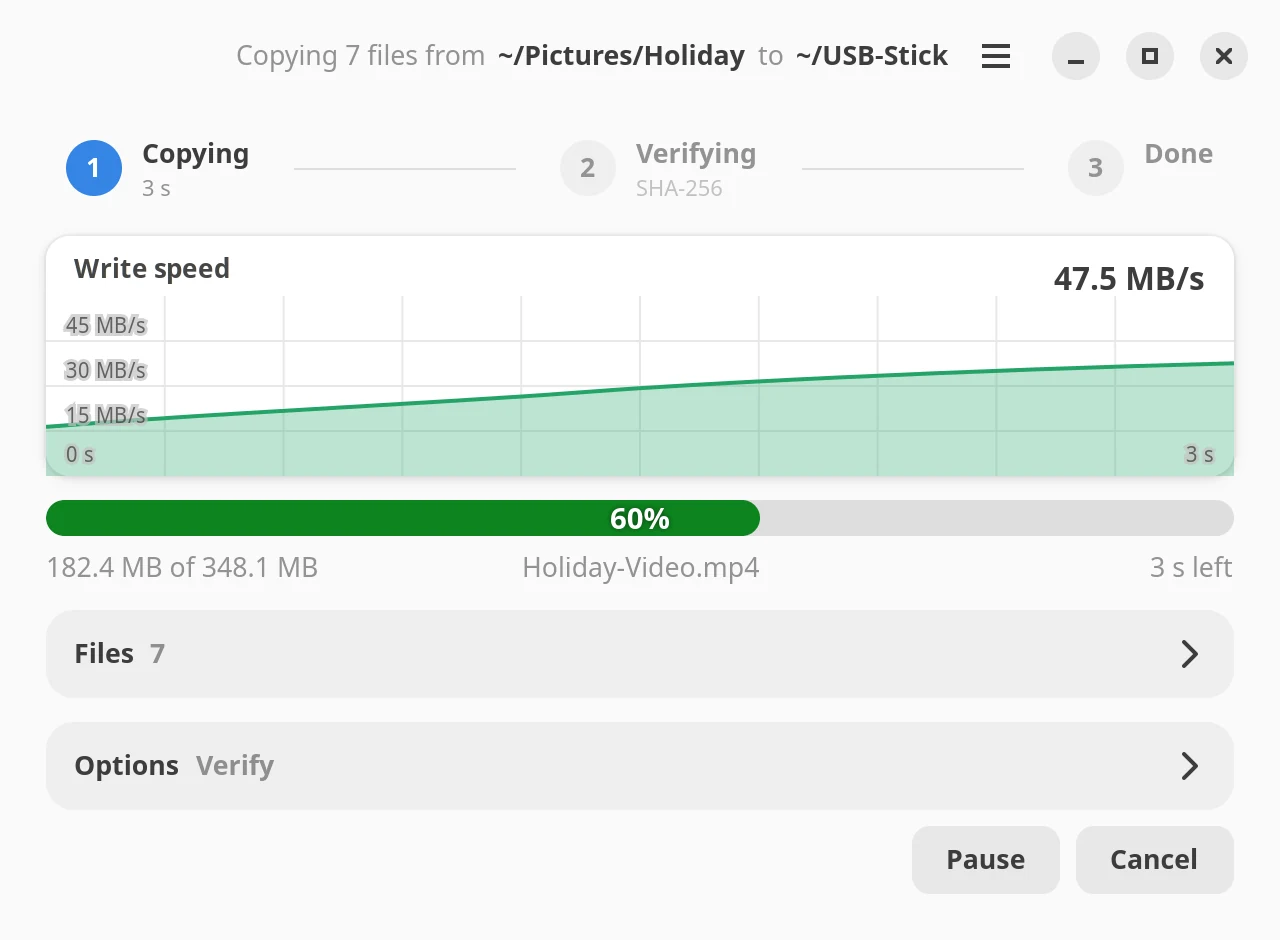 Copying 7 files from ~/Pictures/Holiday to ~/USB-Stick
1 Copying
3 s
2 Verifying
SHA-256
3 Done
Write speed
47.5 MB/s
45 MB/s
30 MB/s
15 MB/s
0 s
3 s
60%
182.4 MB of 348.1 MB
Holiday-Video.mp4
3 s left
Files 7
Options Verify
Pause
Cancel